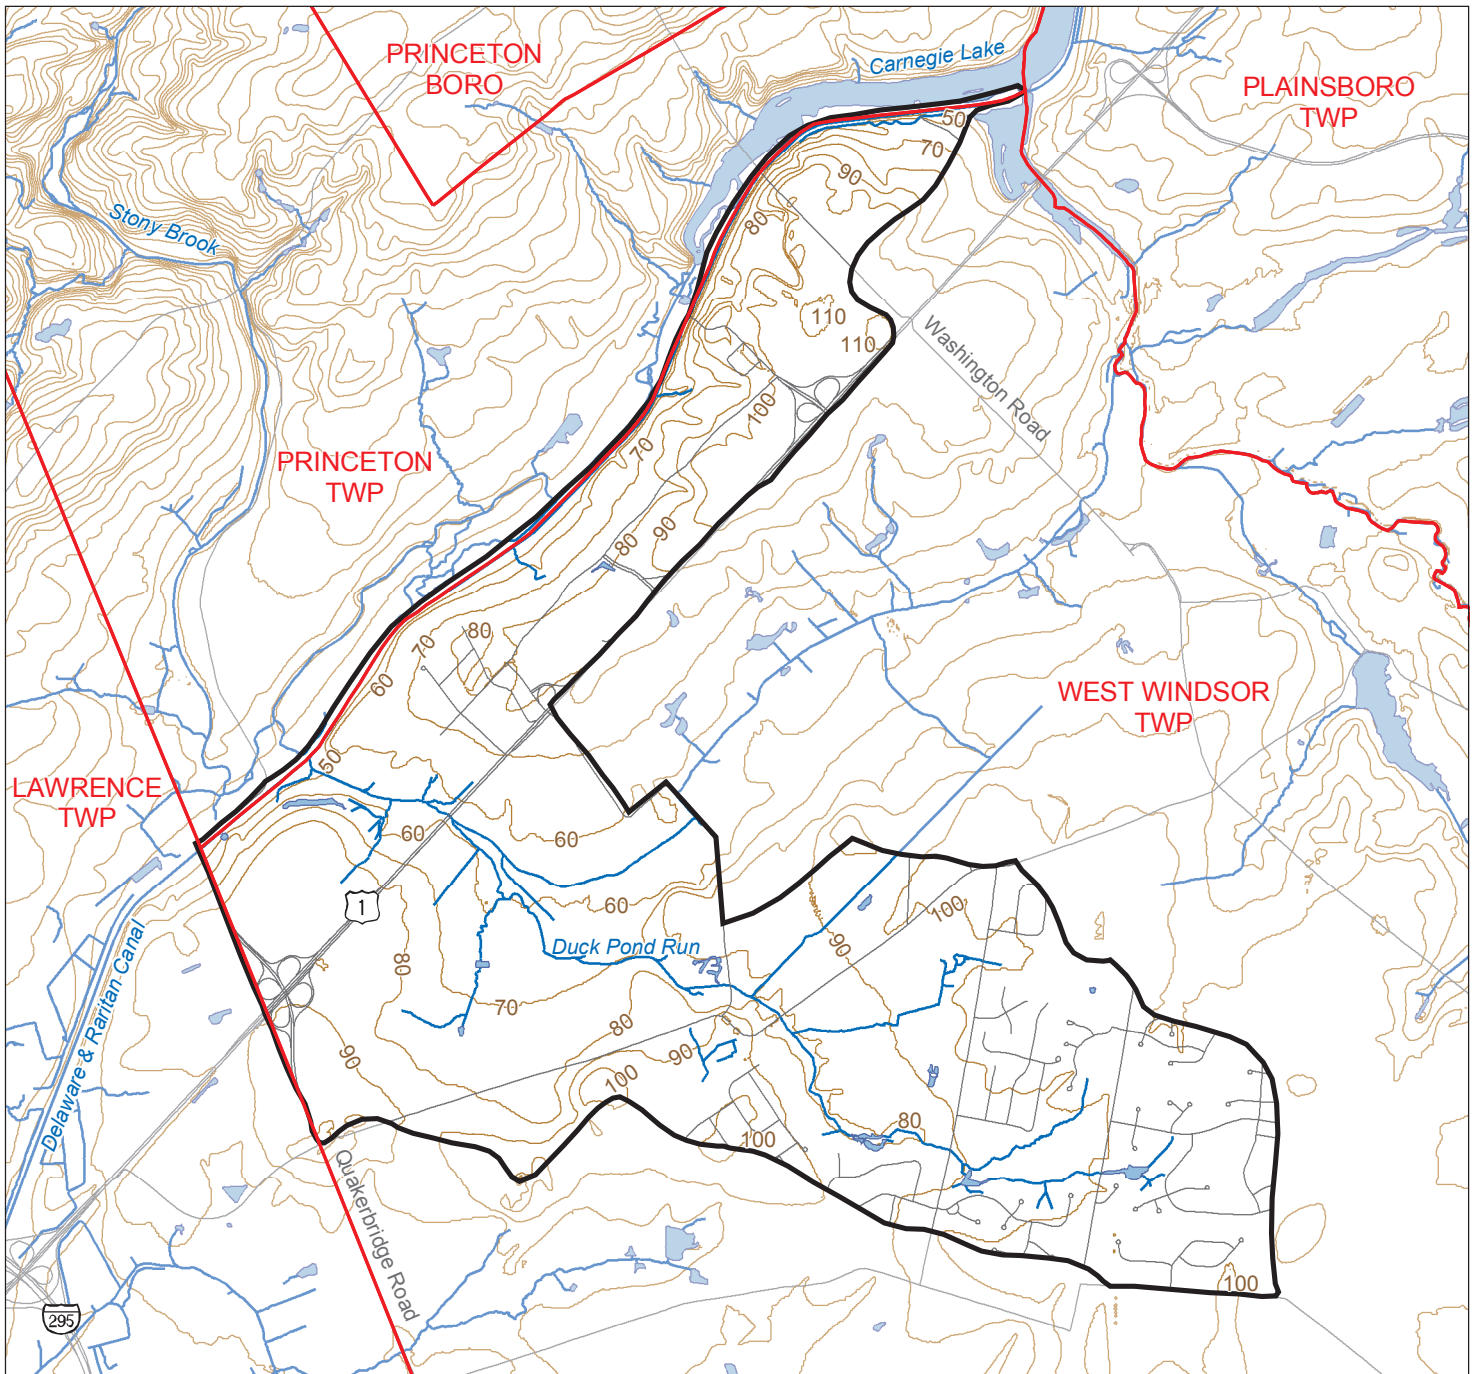 PRINCETON
BORO
Carnegie Lake
PLAINSBORO
TWP
50
70
90
80
Stony Brook
110
110
Washington Road
100
PRINCETON
TWP
70
90
80
80
70
60
WEST WINDSOR
TWP
50
LAWRENCE
TWP
60
60
1
60
100
90
Duck Pond Run
73
80
70
80
90
90
100
Delaware & Raritan Canal
80
100
Quakerbridge Road
100
295